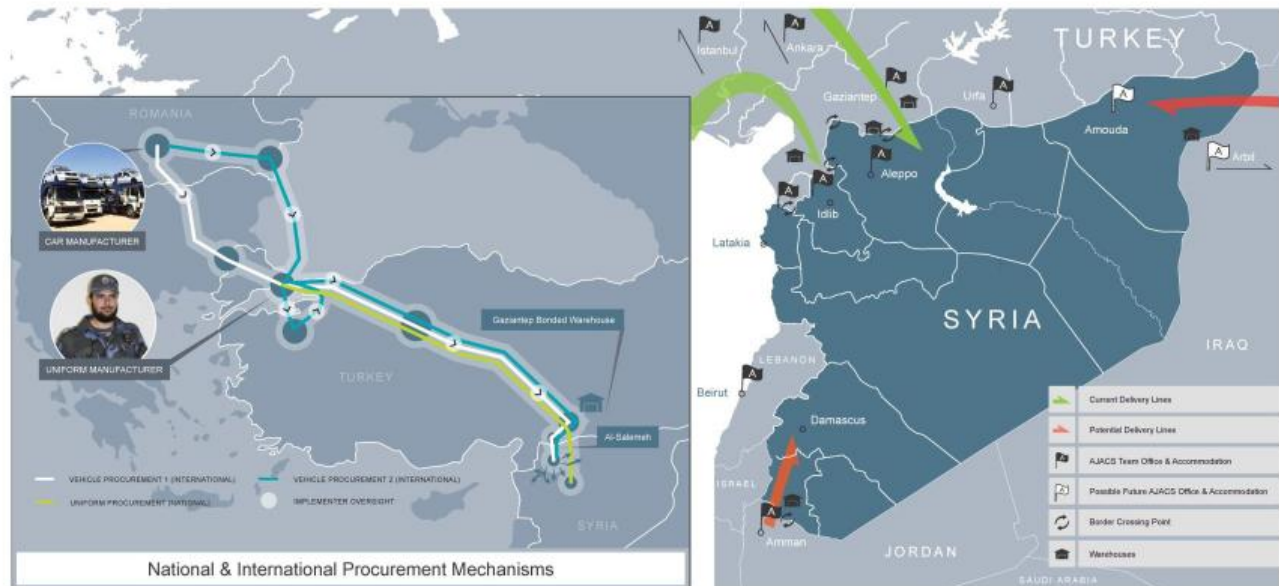 ROMANIA
CAR MANUFACTURER
UNIFORM MANUFACTURER
Gaziantep Bonded Warehouse
TURKEY
Al-Salemeh
VEHICLE PROCUREMENT 1 (INTERNATIONAL)
VEHICLE PROCUREMENT 2 (INTERNATIONAL)
UNIFORM PROCUREMENT (NATIONAL)
IMPLEMENTER OVERSIGHT
SYRIA
National & International Procurement Mechanisms
Istanbul
A
Ankara
A
TURKEY
Gaziantep
A
Urfa
A
A
Amouda
A
Arbil
A
Aleppo
A
A
Idlib
Latakia
SYRIA
IRAQ
LEBANON
A
Beirut
Damascus
ISRAEL
A
Amman
JORDAN
SAUDI ARABIA
Current Delivery Lines
Potential Delivery Lines
A
AJACS Team Office & Accommodation
A
Possible Future AJACS Office & Accommodation
Border Crossing Point
Warehouses